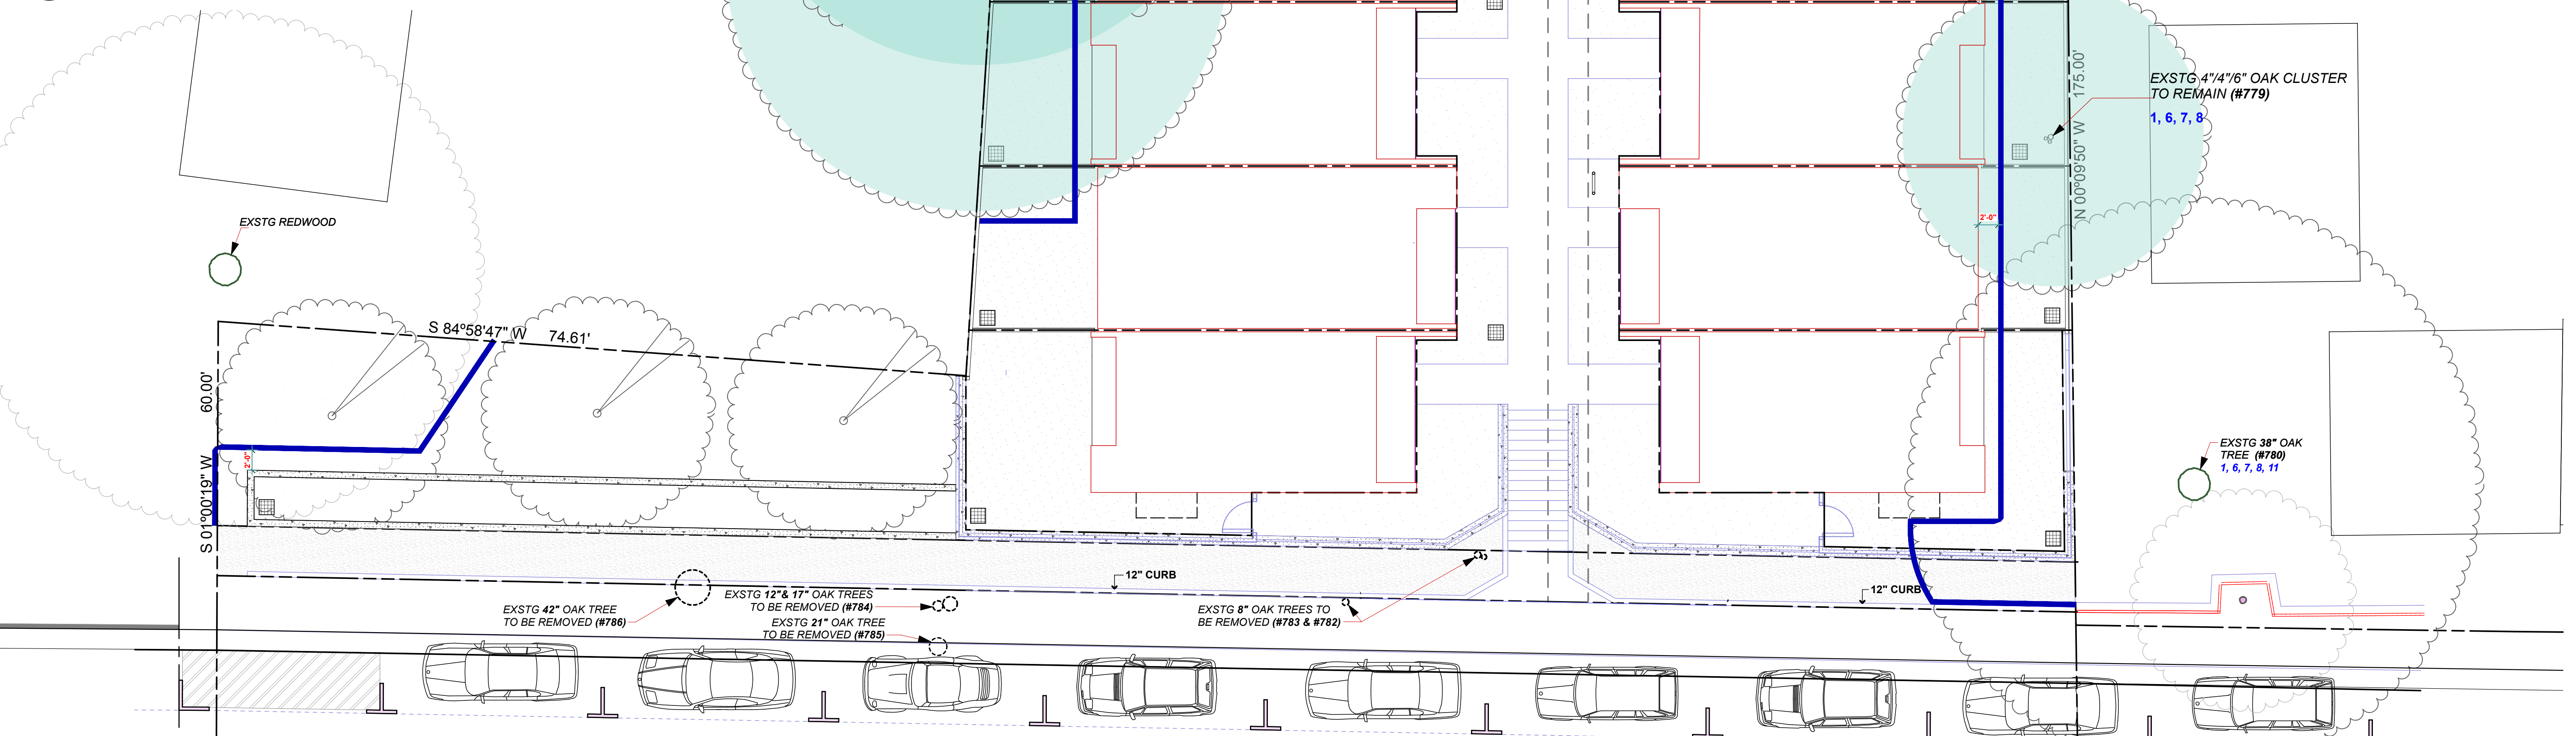 N 00°09'50" W 175.00'
EXSTG 4"/4"/6" OAK CLUSTER
TO REMAIN (#779)
1, 6, 7, 8
EXSTG REDWOOD
2'-0"
S 84°58'47" W 74.61'
S 01°00'19" W 60.00'
2'-0"
EXSTG 38" OAK
TREE (#780)
1, 6, 7, 8, 11
12" CURB
12" CURB
EXSTG 42" OAK TREE
TO BE REMOVED (#786)
EXSTG 12"& 17" OAK TREES
TO BE REMOVED (#784)
EXSTG 21" OAK TREE
TO BE REMOVED (#785)
EXSTG 8" OAK TREES TO
BE REMOVED (#783 & #782)